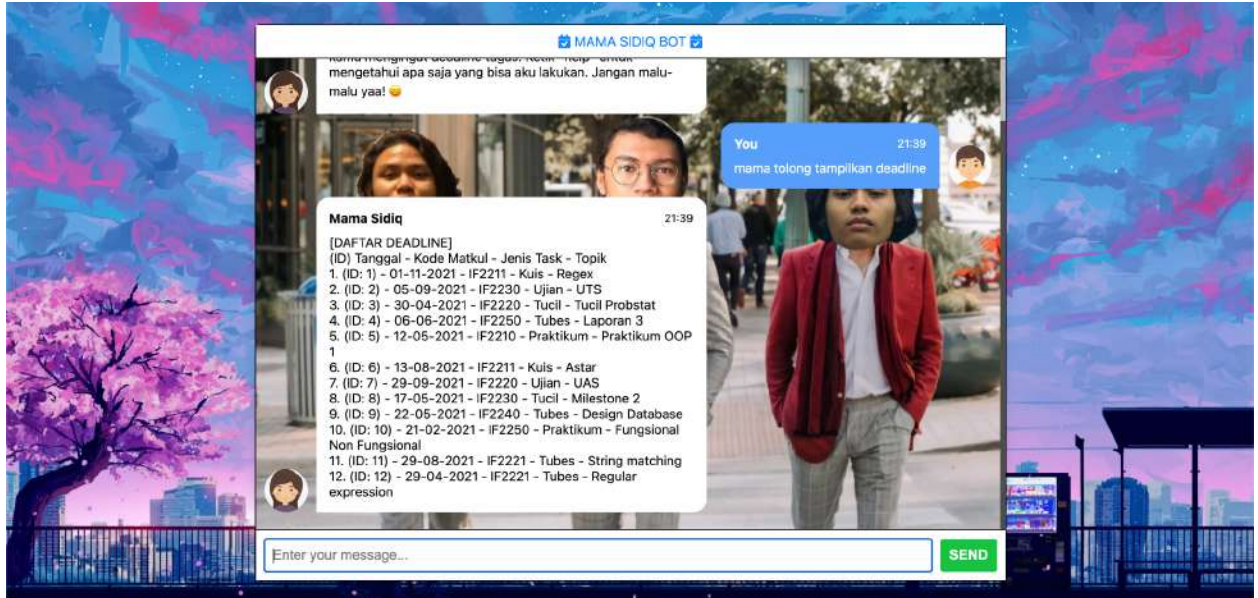 MAMA SIDIQ BOT
kamu mengingat deadline tugas. Ketik "help" untuk
mengetahui apa saja yang bisa aku lakukan. Jangan malu-
malu yaa!
You 21:39
mama tolong tampilkan deadline
Mama Sidiq 21:39
[DAFTAR DEADLINE]
(ID) Tanggal - Kode Matkul - Jenis Task - Topik
1. (ID: 1) - 01-11-2021 - IF2211 - Kuis - Regex
2. (ID: 2) - 05-09-2021 - IF2230 - Ujian - UTS
3. (ID: 3) - 30-04-2021 - IF2220 - Tucil - Tucil Probstat
4. (ID: 4) - 06-06-2021 - IF2250 - Tubes - Laporan 3
5. (ID: 5) - 12-05-2021 - IF2210 - Praktikum - Praktikum OOP
1
6. (ID: 6) - 13-08-2021 - IF2211 - Kuis - Astar
7. (ID: 7) - 29-09-2021 - IF2220 - Ujian - UAS
8. (ID: 8) - 17-05-2021 - IF2230 - Tucil - Milestone 2
9. (ID: 9) - 22-05-2021 - IF2240 - Tubes - Design Database
10. (ID: 10) - 21-02-2021 - IF2250 - Praktikum - Fungsional
Non Fungsional
11. (ID: 11) - 29-08-2021 - IF2221 - Tubes - String matching
12. (ID: 12) - 29-04-2021 - IF2221 - Tubes - Regular
expression
Enter your message...
SEND